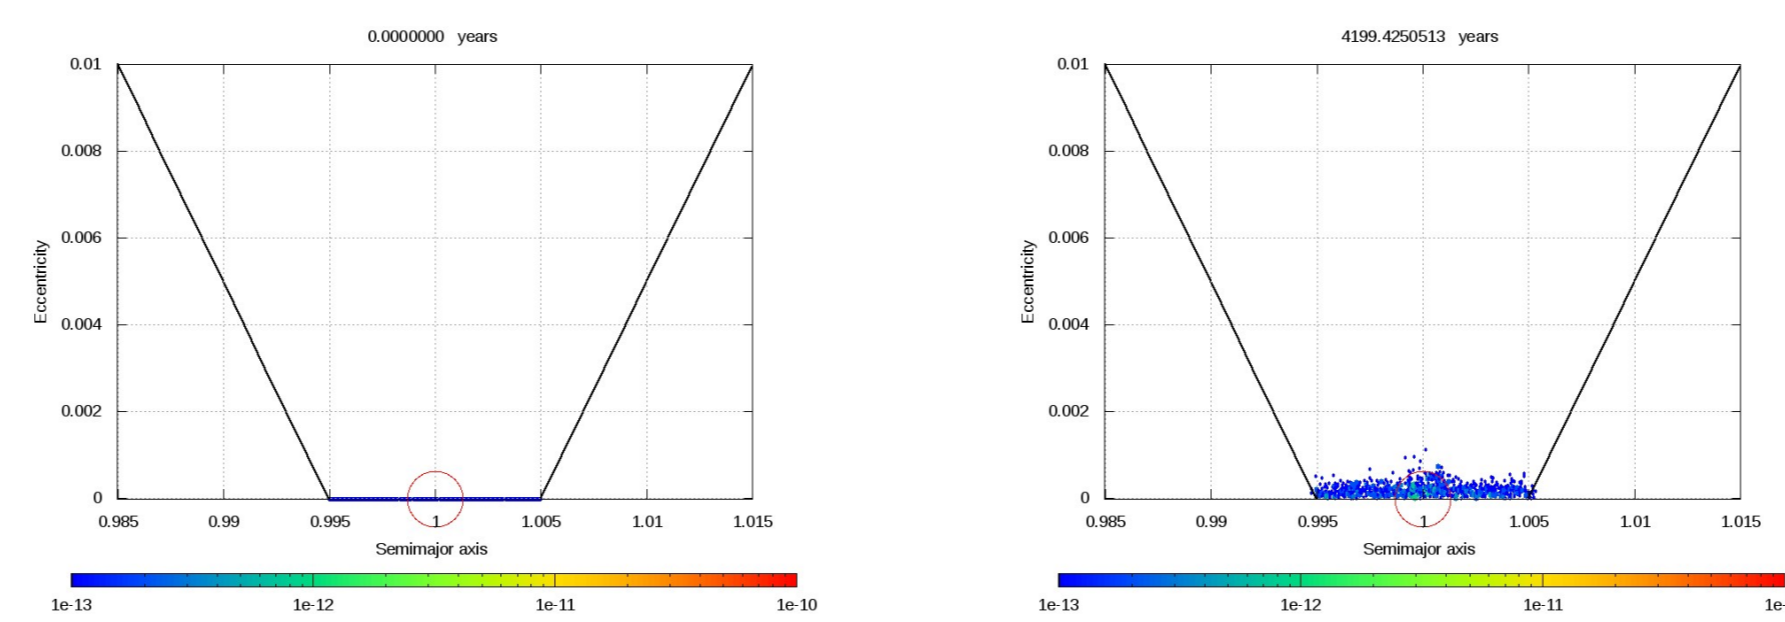 0.0000000 years
0.01
0.008
0.006
0.004
0.002
0
Eccentricity
0.985 0.99 0.995 1 1.005 1.01 1.015
Semimajor axis
1e-13 1e-12 1e-11 1e-10
4199.4250513 years
0.01
0.008
0.006
0.004
0.002
0
Eccentricity
0.985 0.99 0.995 1 1.005 1.01 1.015
Semimajor axis
1e-13 1e-12 1e-11 1e-